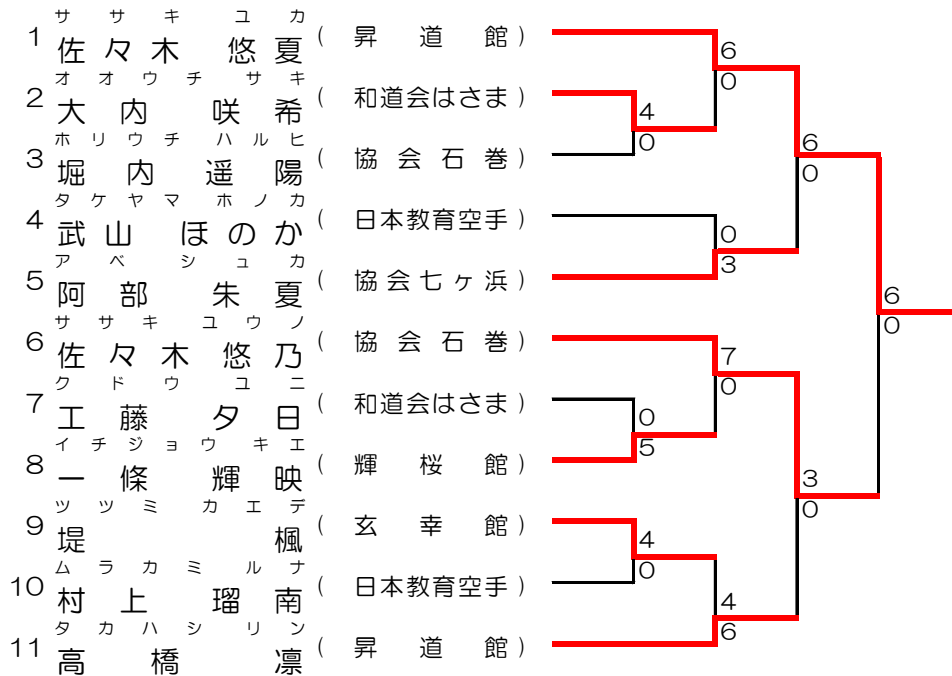 ササキ ユカ
1 佐々木 悠夏 ( 昇道館 )
オオウチ サキ
2 大内 咲希 ( 和道会はさま )
ホリウチ ハルヒ
3 堀内 遥陽 ( 協会石巻 )
タケヤマ ホノカ
4 武山 ほのか ( 日本教育空手 )
アベ シュカ
5 阿部 朱夏 ( 協会七ヶ浜 )
ササキ ユウノ
6 佐々木 悠乃 ( 協会石巻 )
クドウ ユニ
7 工藤 夕日 ( 和道会はさま )
イチジョウ キエ
8 一條 輝映 ( 輝桜館 )
ツツミ カエデ
9 堤 楓 ( 玄幸館 )
ムラカミ ルナ
10 村上 瑠南 ( 日本教育空手 )
タカハシ リン
11 高橋 凛 ( 昇道館 )
6
0
4
0
6
0
0
3
6
0
7
0
0
5
3
0
4
0
4
6